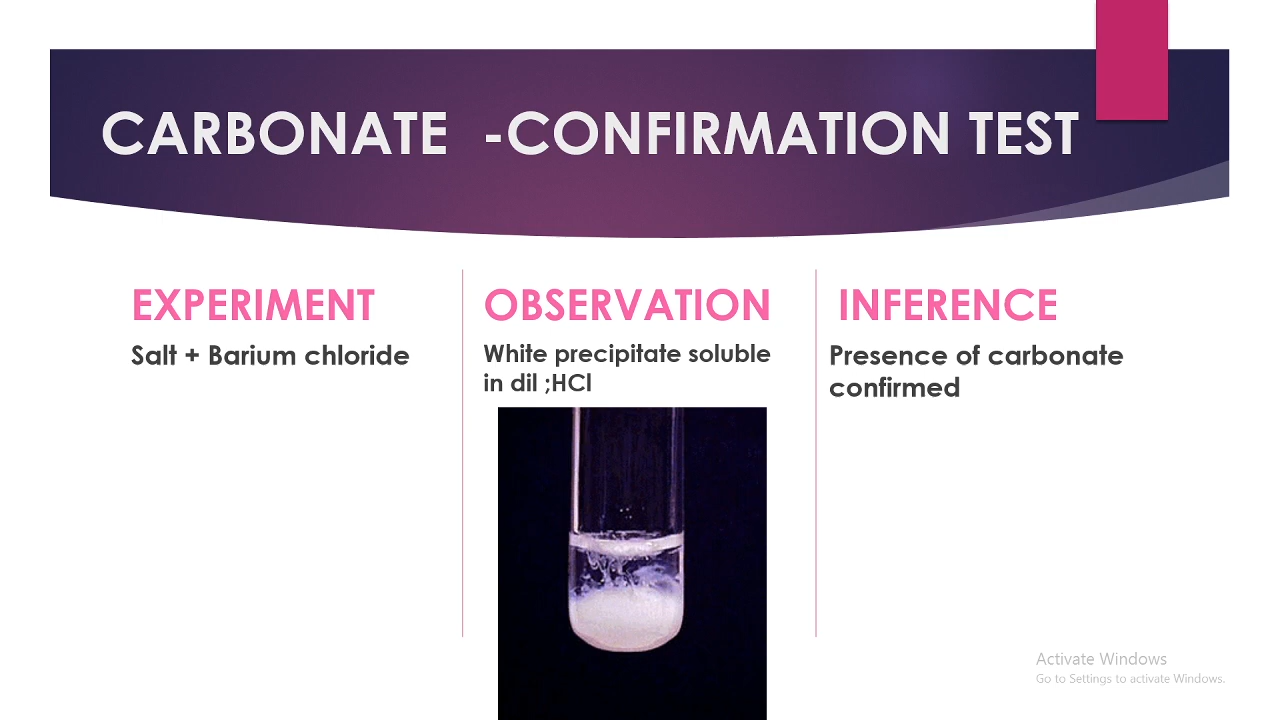 CARBONATE -CONFIRMATION TEST
EXPERIMENT
Salt + Barium chloride
OBSERVATION
White precipitate soluble
in dil ;HCl
INFERENCE
Presence of carbonate
confirmed
Activate Windows
Go to Settings to activate Windows.